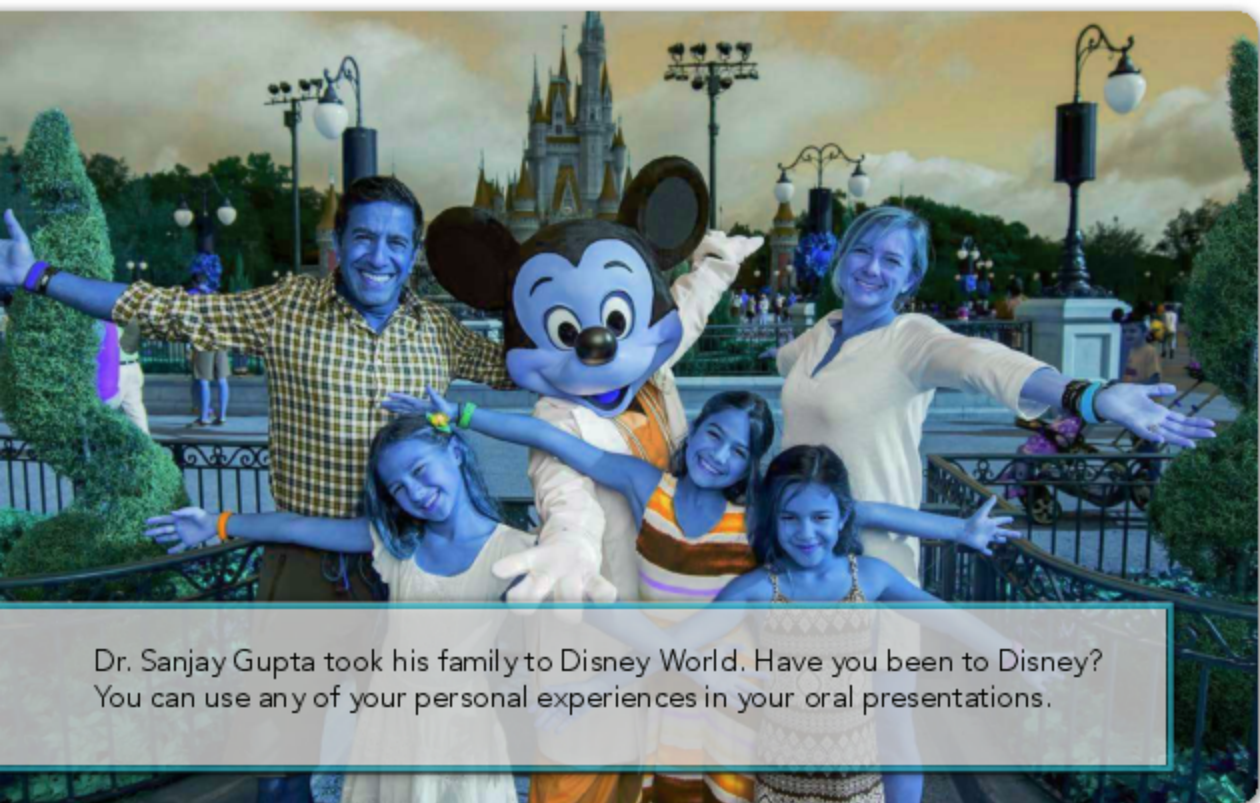 Dr. Sanjay Gupta took his family to Disney World. Have you been to Disney?
You can use any of your personal experiences in your oral presentations.